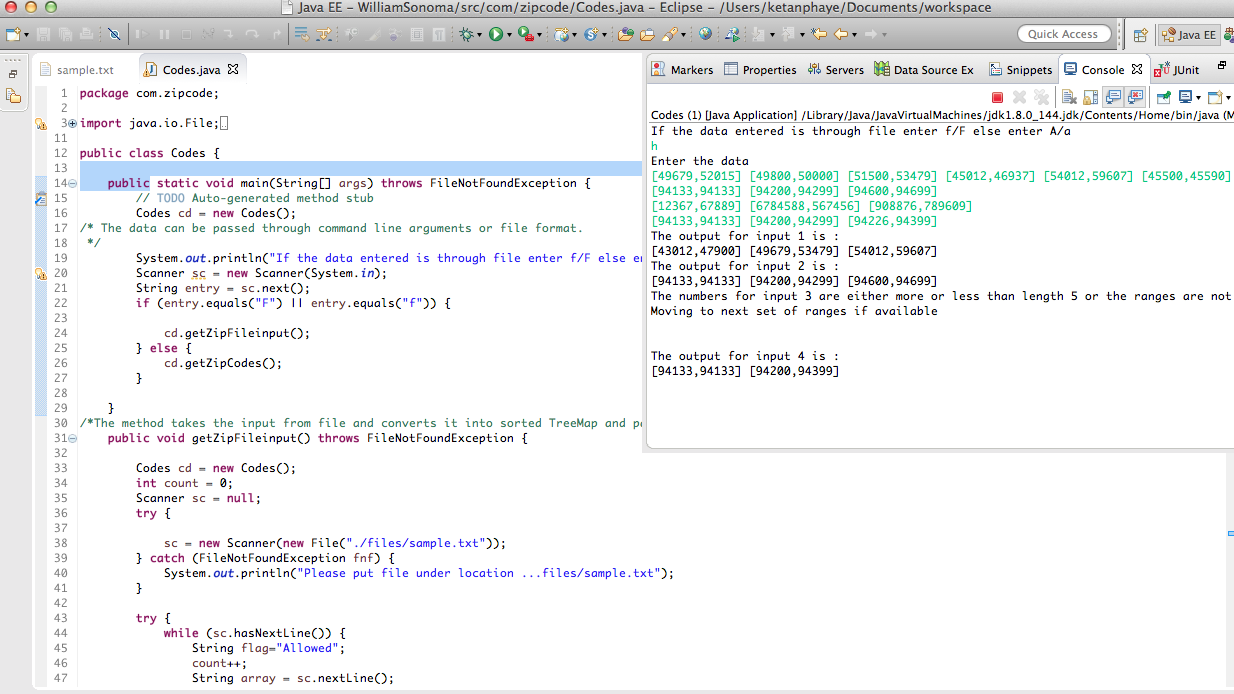 Java EE – WilliamSonoma/src/com/zipcode/Codes.java – Eclipse – /Users/ketanphaye/Documents/workspace
Quick Access
Java EE
sample.txt
Codes.java
1 package com.zipcode;
2
3 import java.io.File;
11
12 public class Codes {
13
14 public static void main(String[] args) throws FileNotFoundException {
15 // TODO Auto-generated method stub
16 Codes cd = new Codes();
17 /* The data can be passed through command line arguments or file format.
18 */
19 System.out.println("If the data entered is through file enter f/F else e
20 Scanner sc = new Scanner(System.in);
21 String entry = sc.next();
22 if (entry.equals("F") || entry.equals("f")) {
23
24 cd.getZipFileinput();
25 } else {
26 cd.getZipCodes();
27 }
28
29 }
30 /*The method takes the input from file and converts it into sorted TreeMap and p
31 public void getZipFileinput() throws FileNotFoundException {
32
33 Codes cd = new Codes();
34 int count = 0;
35 Scanner sc = null;
36 try {
37
38 sc = new Scanner(new File("./files/sample.txt"));
39 } catch (FileNotFoundException fnf) {
40 System.out.println("Please put file under location ...files/sample.txt");
41 }
42
43 try {
44 while (sc.hasNextLine()) {
45 String flag="Allowed";
46 count++;
47 String array = sc.nextLine();
Markers Properties Servers Data Source Ex Snippets Console JUnit
Codes (1) [Java Application] /Library/Java/JavaVirtualMachines/jdk1.8.0_144.jdk/Contents/Home/bin/java (M
If the data entered is through file enter f/F else enter A/a
h
Enter the data
[49679,52015] [49800,50000] [51500,53479] [45012,46937] [54012,59607] [45500,45590]
[94133,94133] [94200,94299] [94600,94699]
[12367,67889] [6784588,567456] [908876,789609]
[94133,94133] [94200,94299] [94226,94399]
The output for input 1 is :
[43012,47900] [49679,53479] [54012,59607]
The output for input 2 is :
[94133,94133] [94200,94299] [94600,94699]
The numbers for input 3 are either more or less than length 5 or the ranges are not
Moving to next set of ranges if available
The output for input 4 is :
[94133,94133] [94200,94399]